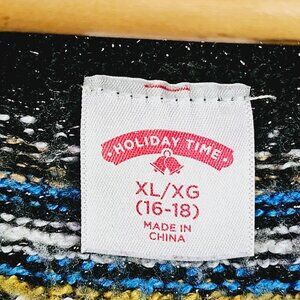 HOLIDAY TIME
XL/XG
(16-18)
MADE IN
CHINA